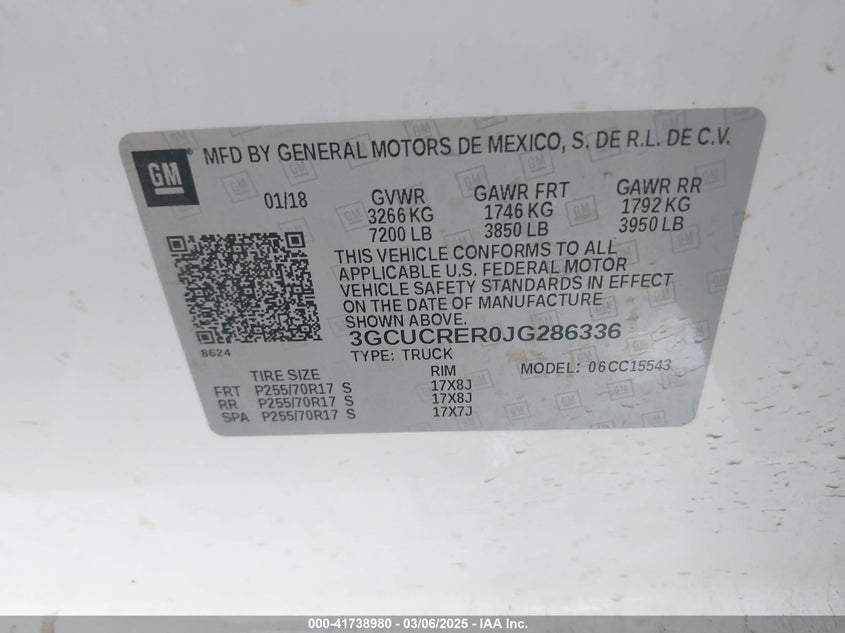 GM
® MFD BY GENERAL MOTORS DE MEXICO, S. DE R.L. DE C.V.
01/18 GVWR GAWR FRT GAWR RR
3266 KG 1746 KG 1792 KG
7200 LB 3850 LB 3950 LB
THIS VEHICLE CONFORMS TO ALL
APPLICABLE U.S. FEDERAL MOTOR
VEHICLE SAFETY STANDARDS IN EFFECT
ON THE DATE OF MANUFACTURE
SHOWN ABOVE.
3GCUCRER0JG286336
8624
TYPE: TRUCK MODEL: 06CC15543
TIRE SIZE RIM
FRT P255/70R17 S 17X8J
RR P255/70R17 S 17X8J
SPA P255/70R17 S 17X7J
000-41738980 - 03/06/2025 - IAA Inc.